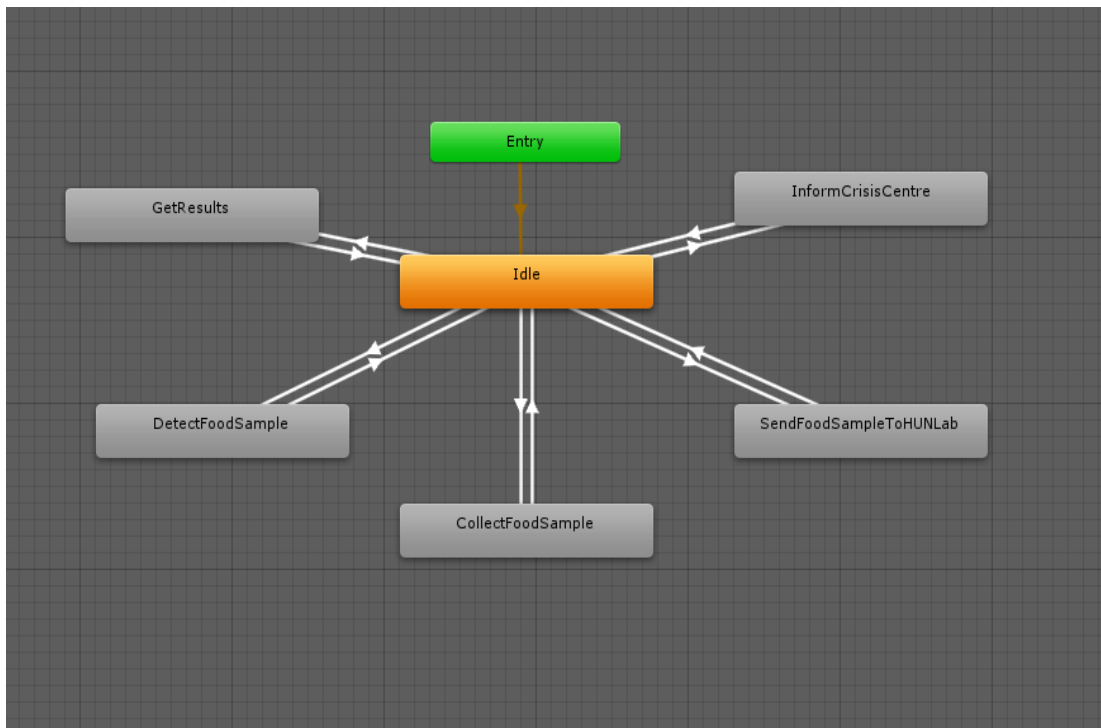 Entry
InformCrisisCentre
GetResults
Idle
DetectFoodSample
SendFoodSampleToHUNLab
CollectFoodSample